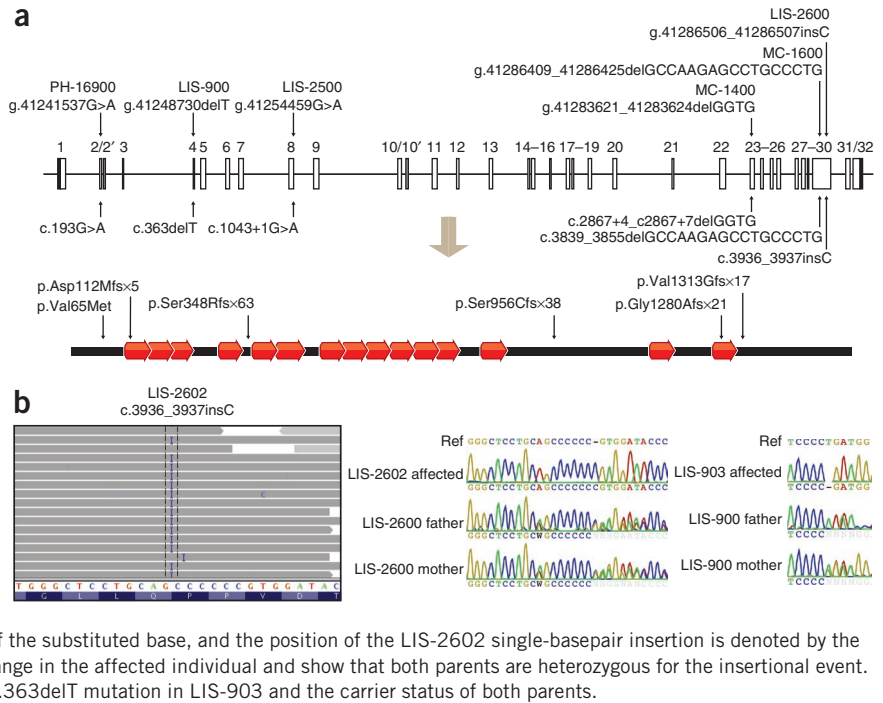 a
LIS-2600
g.41286506_41286507insC
MC-1600
g.41286409_41286425delGCCAAGAGCCTGCCCTG
MC-1400
g.41283621_41283624delGGTG
PH-16900
g.41241537G>A
LIS-900
g.41248730delT
LIS-2500
g.41254459G>A
1 2/2′ 3 4 5 6 7 8 9 10/10′ 11 12 13 14–16 17–19 20 21 22 23–26 27–30 31/32
c.193G>A c.363delT c.1043+1G>A
c.2867+4_c2867+7delGGTG
c.3839_3855delGCCAAGAGCCTGCCCTG
c.3936_3937insC
p.Asp112Mfs×5
p.Val65Met
p.Ser348Rfs×63
p.Ser956Cfs×38
p.Val1313Gfs×17
p.Gly1280Afs×21
b
LIS-2602
c.3936_3937insC
I
I
I
I
I
I
C
I
I
I
I
I
I
T G G G C T C C T G C A G C C C C C C G T G G A T A C
G L L Q P P V D T
Ref GGGCTCCTGCAGCCCCCC-GTGGATACCC
LIS-2602 affected
GGGCTCCTGCAGCCCCCCCGTGGATACCC
LIS-2600 father
GGGCTCCTGCWGCCCCCC
LIS-2600 mother
GGGCTCCTGCWGCCCCCC
Ref TCCCCTGATGG
LIS-903 affected
TCCCC-GATGG
LIS-900 father
TCCCCNNNNGG
LIS-900 mother
TCCCCNNNNGG
f the substituted base, and the position of the LIS-2602 single-basepair insertion is denoted by the
ange in the affected individual and show that both parents are heterozygous for the insertional event.
.363delT mutation in LIS-903 and the carrier status of both parents.